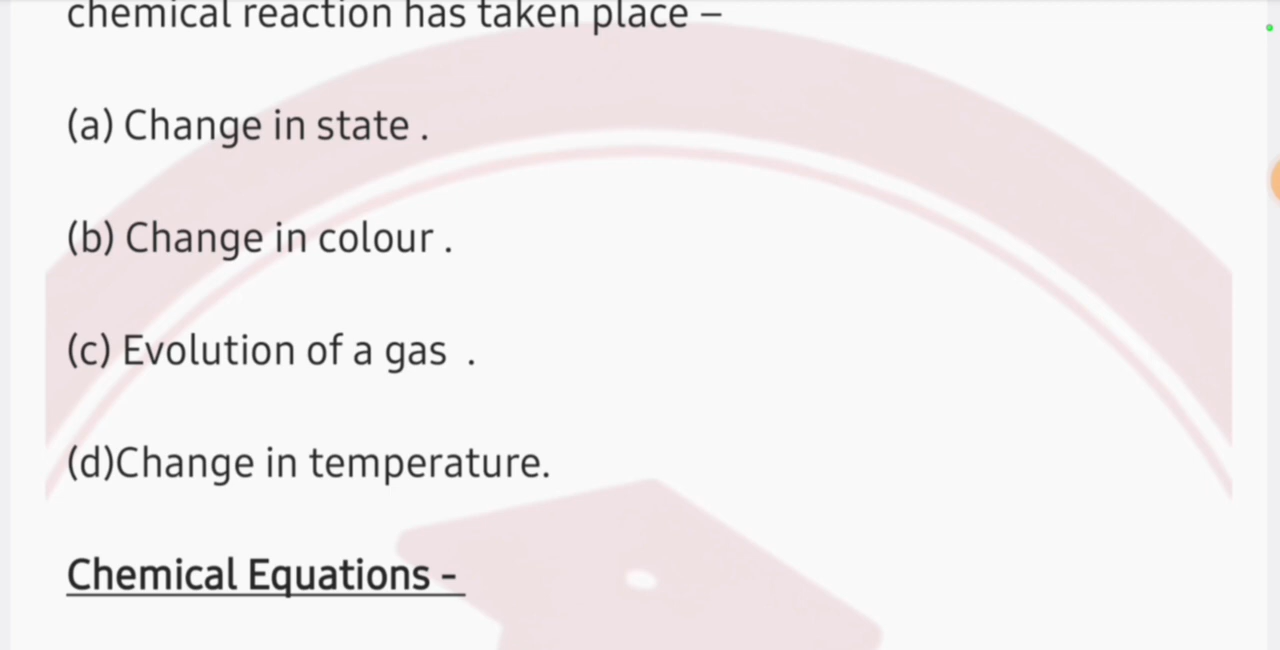 chemical reaction has taken place –
(a) Change in state .
(b) Change in colour .
(c) Evolution of a gas  .
(d)Change in temperature.
Chemical Equations -